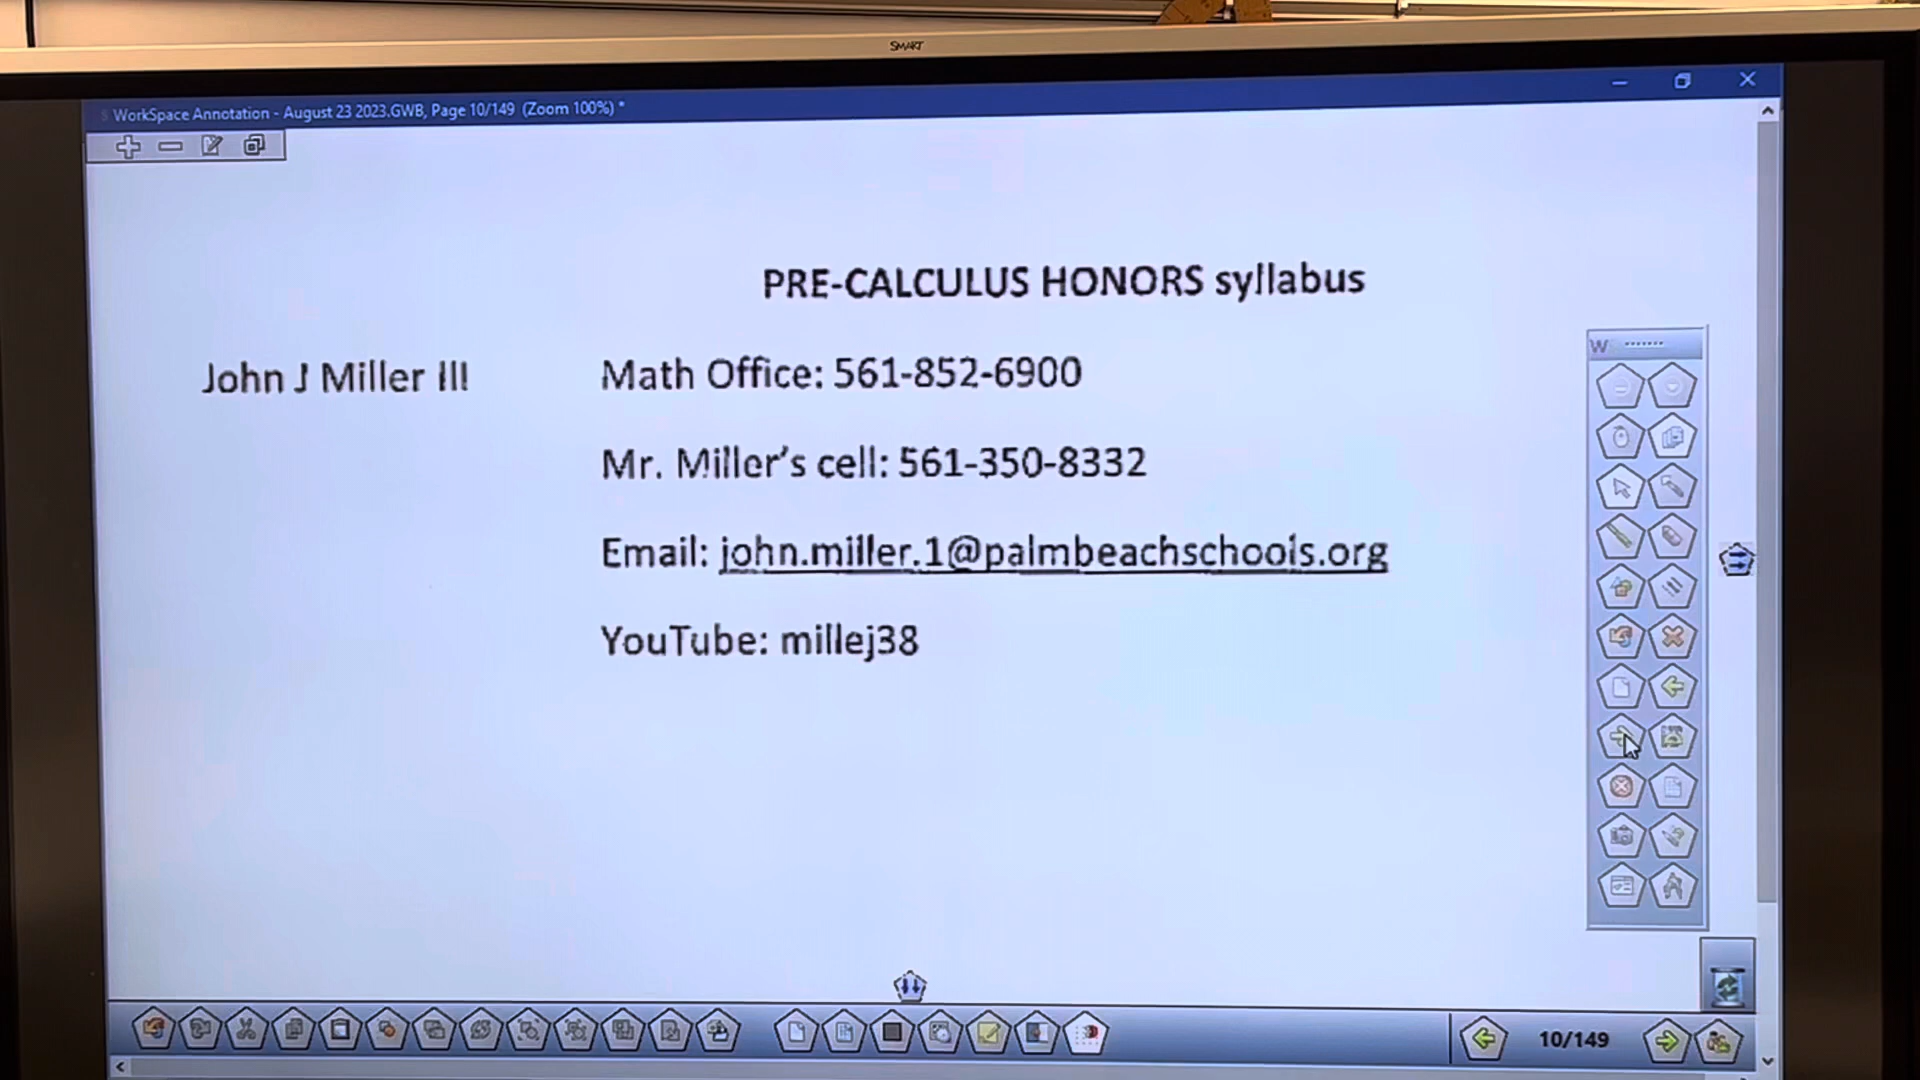 SMART
WorkSpace Annotation - August 23 2023.GWB, Page 10/149 (Zoom 100%) *
PRE-CALCULUS HONORS syllabus
John J Miller III
Math Office: 561-852-6900
Mr. Miller's cell: 561-350-8332
Email: john.miller.1@palmbeachschools.org
YouTube: millej38
W
10/149